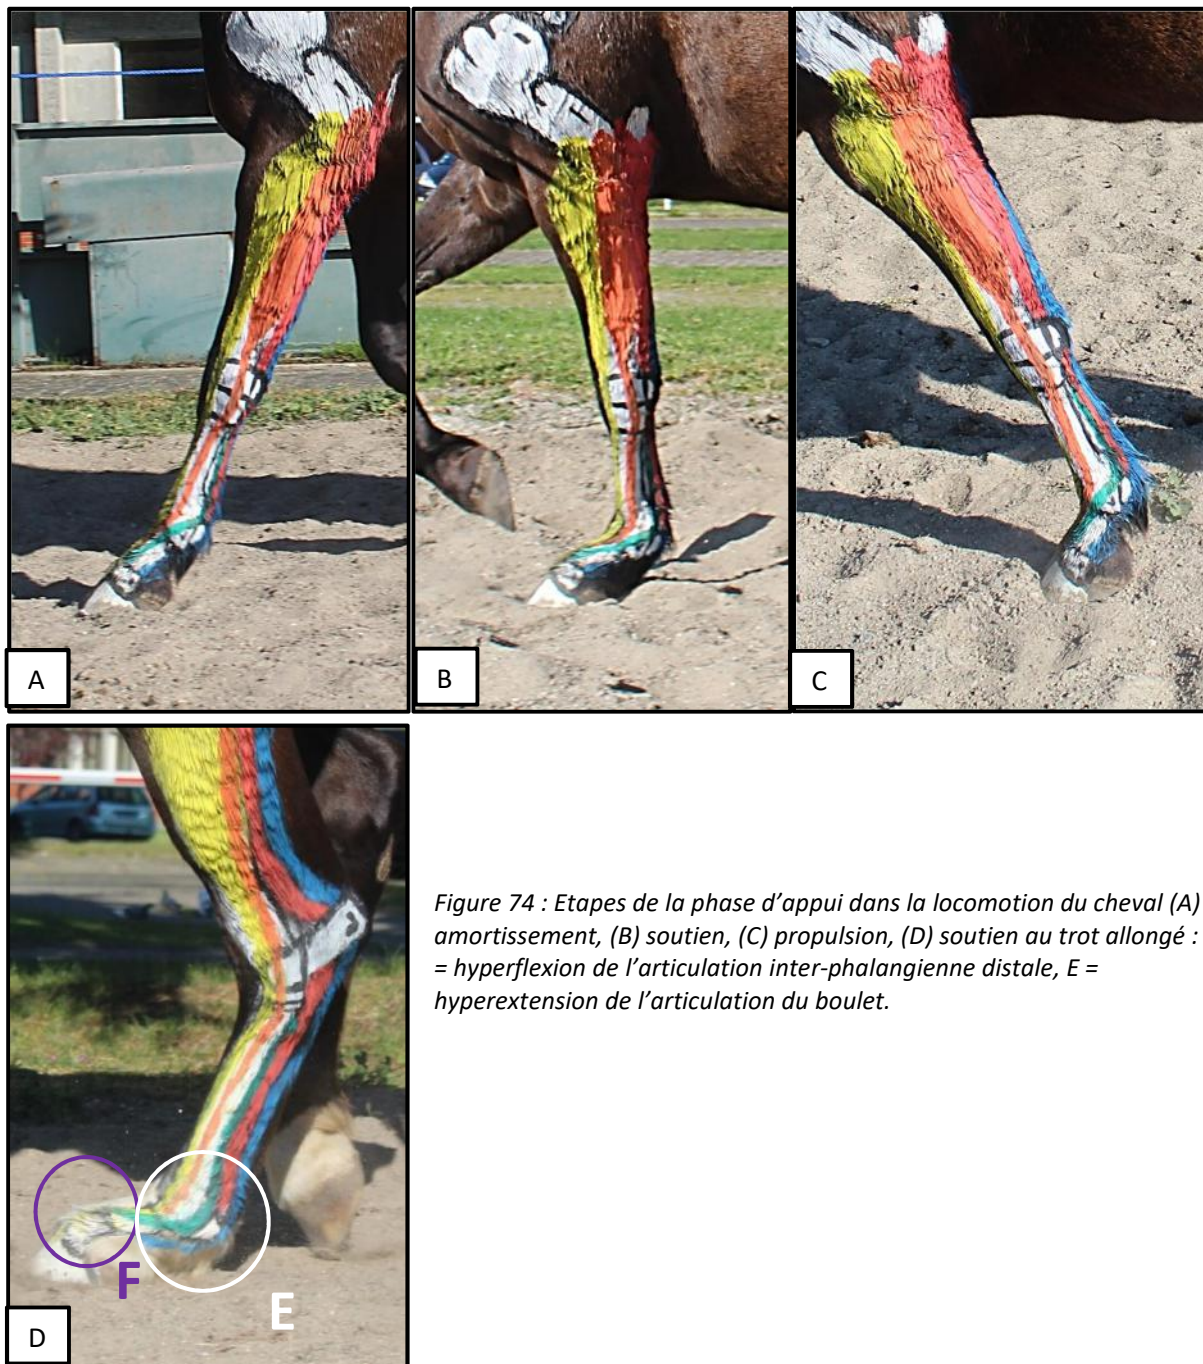 A
B
C
F
E
D
Figure 74 : Etapes de la phase d’appui dans la locomotion du cheval (A)
amortissement, (B) soutien, (C) propulsion, (D) soutien au trot allongé :
= hyperflexion de l’articulation inter-phalangienne distale, E =
hyperextension de l’articulation du boulet.